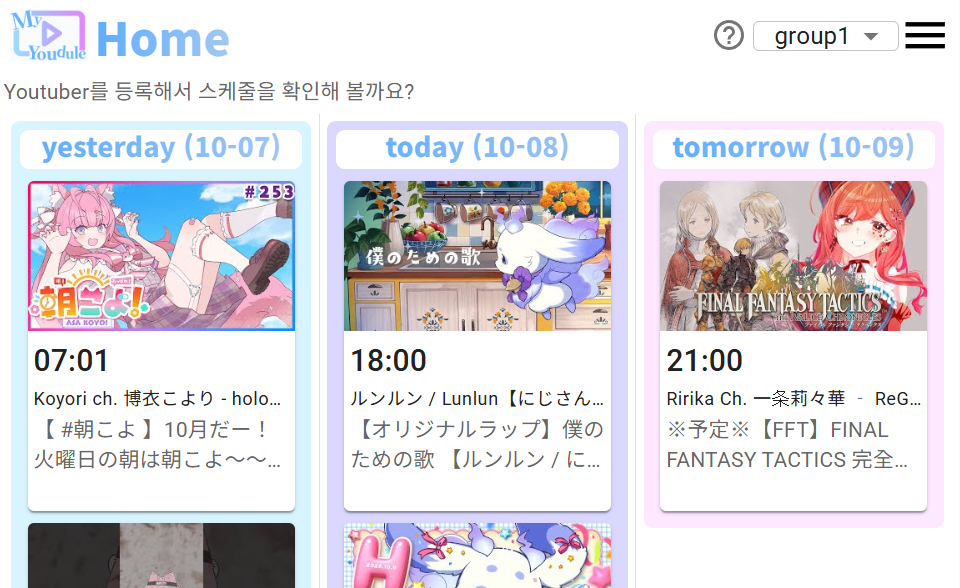 My
Youdule
Home
group1
Youtuber를 등록해서 스케줄을 확인해 볼까요?
yesterday (10-07)
#253
朝こよ!
ASA KOYO!
07:01
Koyori ch. 博衣こより - holo…
【 #朝こよ 】10月だー！
火曜日の朝は朝こよ～～…
today (10-08)
僕のための歌
18:00
ルンルン / Lunlun【にじさん…
【オリジナルラップ】僕の
ための歌 【ルンルン / に…
H
tomorrow (10-09)
FINAL FANTASY TACTICS
21:00
Ririka Ch. 一条莉々華 ‐ ReG…
※予定※【FFT】FINAL
FANTASY TACTICS 完全…